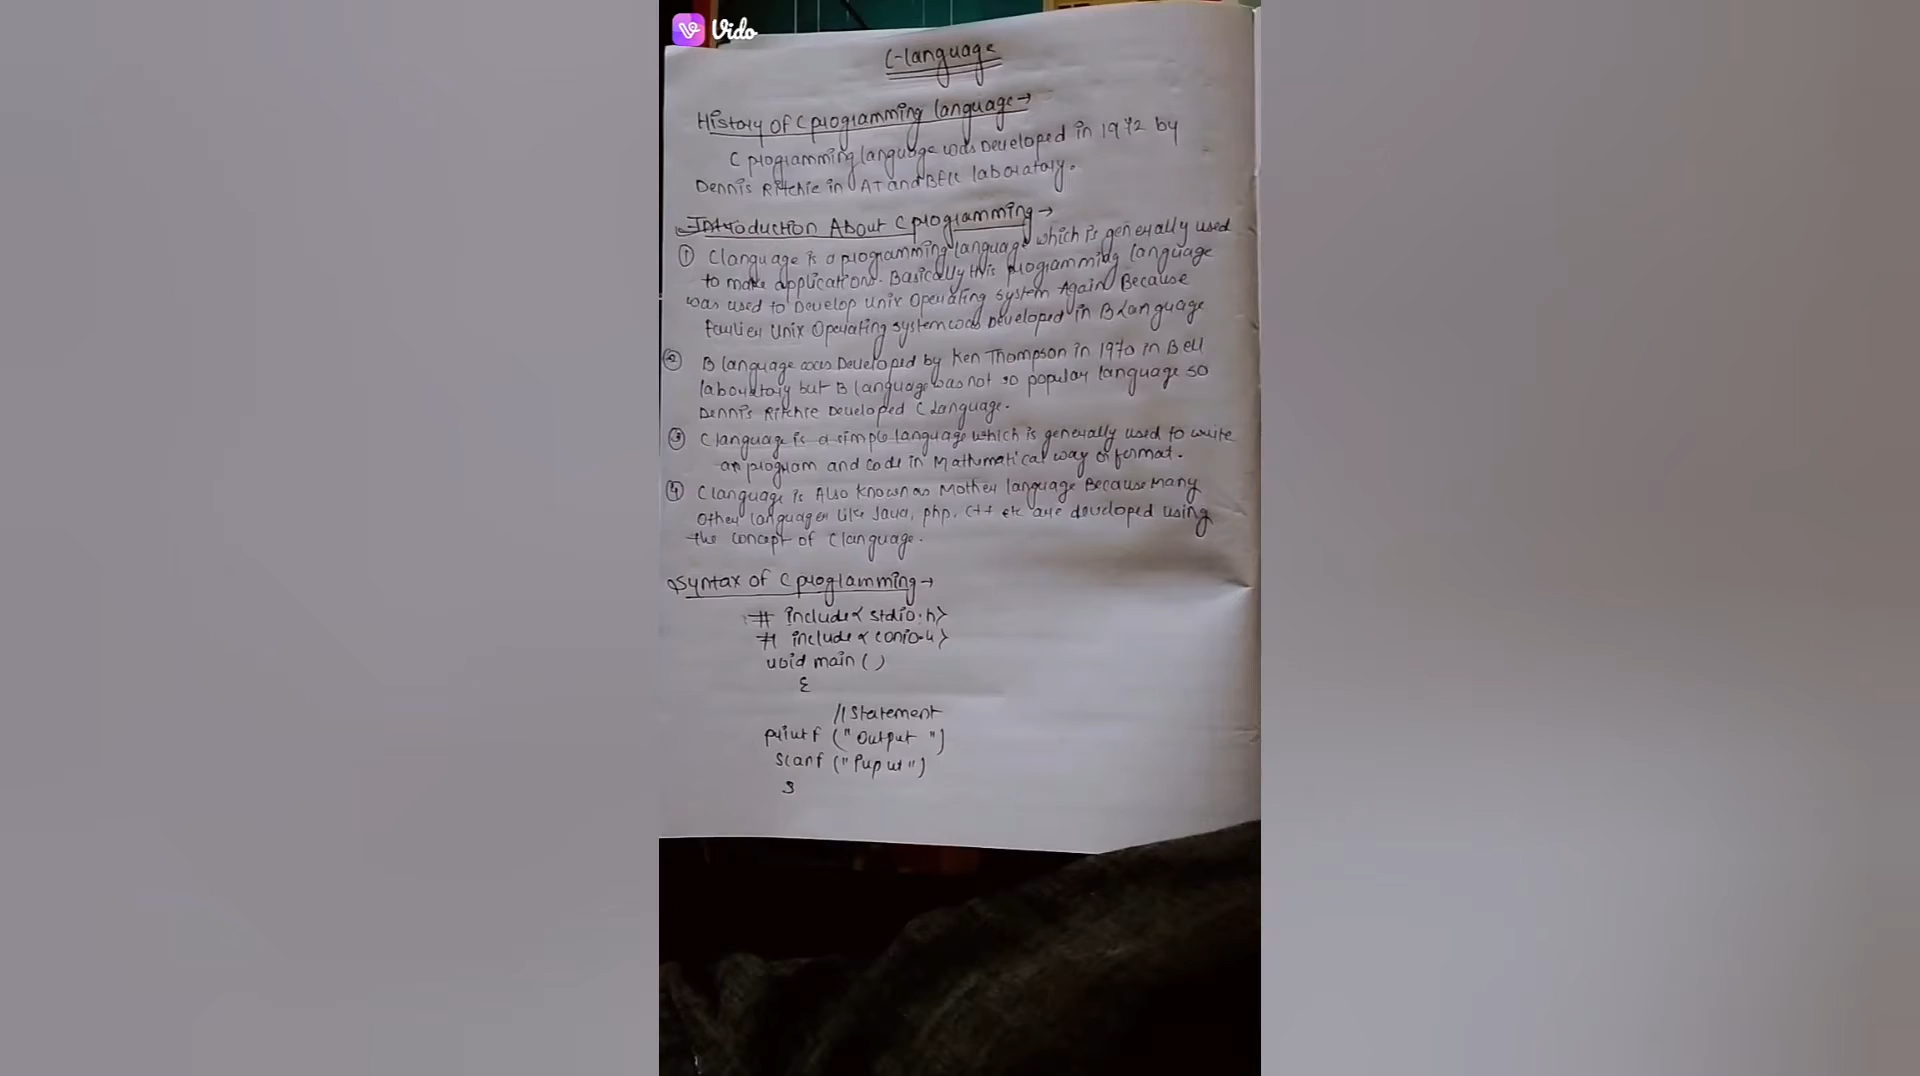 Vido
C-language
History of C programming language→
C programming language was Developed in 1972 by
Dennis Ritchie in AT and BELL laboratory.
Introduction About C programming→
① C language is a programming language which is generally used
to make applications. Basically this programming language
was used to Develop Unix Operating system Again Because
Earlier Unix Operating system was Developed in B Language
② B language was Developed by Ken Thompson in 1970 in Bell
laboratory but B language was not so popular language so
Dennis Ritchie Developed C Language.
③ C language is a simple language which is generally used to write
an program and code in Mathematical way or format.
④ C language is Also known as Mother language Because Many
Other languages like Java, php, C++ etc are developed using
the concept of C language.
Syntax of C programming→
# include< stdio.h>
# include< conio.h>
void main ( )
{
// Statement
printf (" Output ")
scanf ("Input")
}